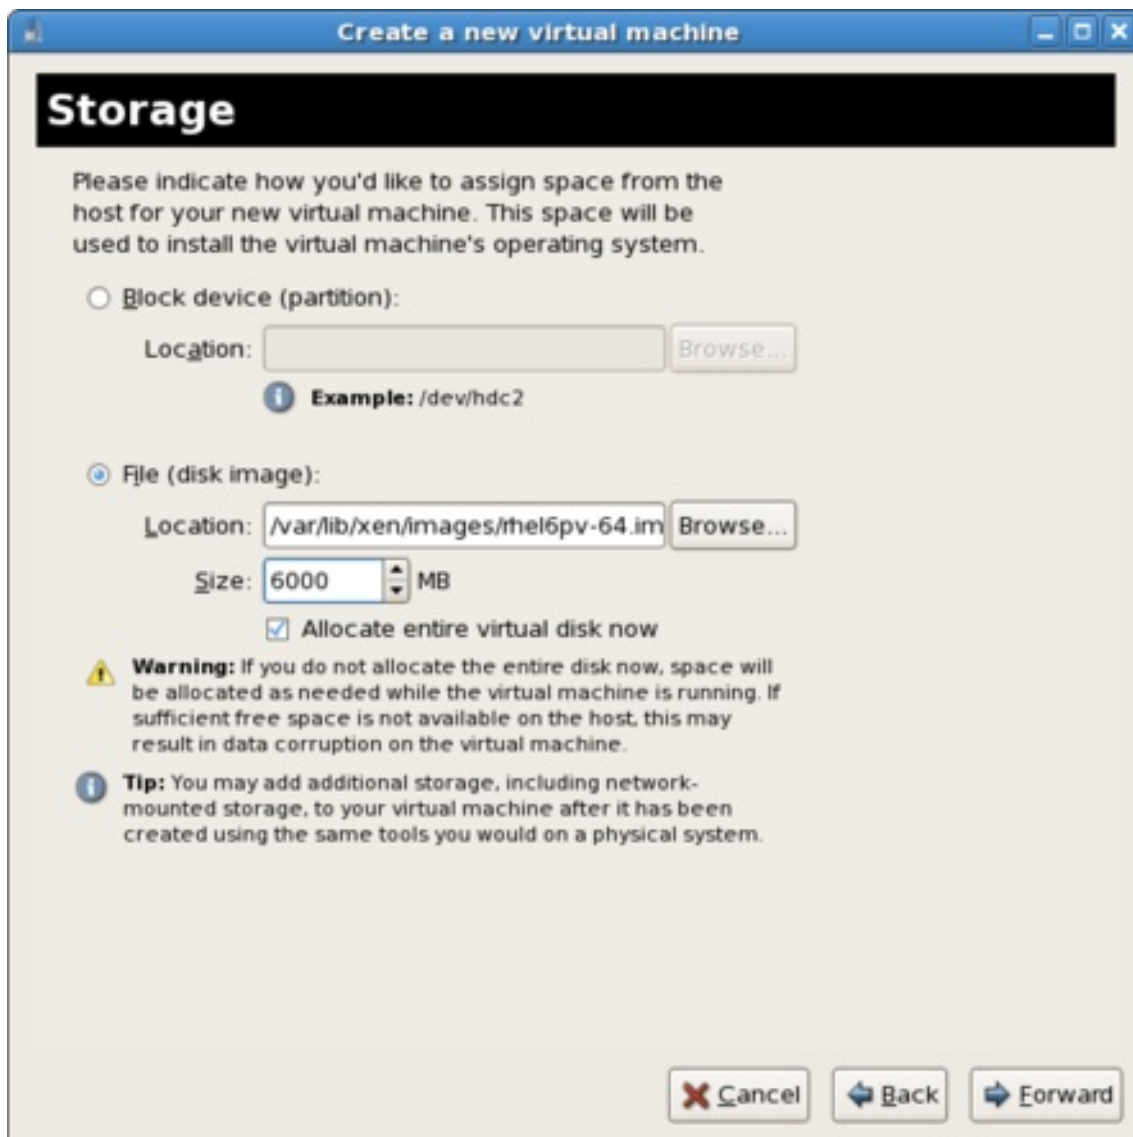 Create a new virtual machine
Storage
Please indicate how you'd like to assign space from the
host for your new virtual machine. This space will be
used to install the virtual machine's operating system.
Block device (partition):
Location:
Browse...
Example: /dev/hdc2
File (disk image):
Location: /var/lib/xen/images/rhel6pv-64.im Browse...
Size: 6000 MB
Allocate entire virtual disk now
Warning: If you do not allocate the entire disk now, space will
be allocated as needed while the virtual machine is running. If
sufficient free space is not available on the host, this may
result in data corruption on the virtual machine.
Tip: You may add additional storage, including network-
mounted storage, to your virtual machine after it has been
created using the same tools you would on a physical system.
Cancel Back Forward